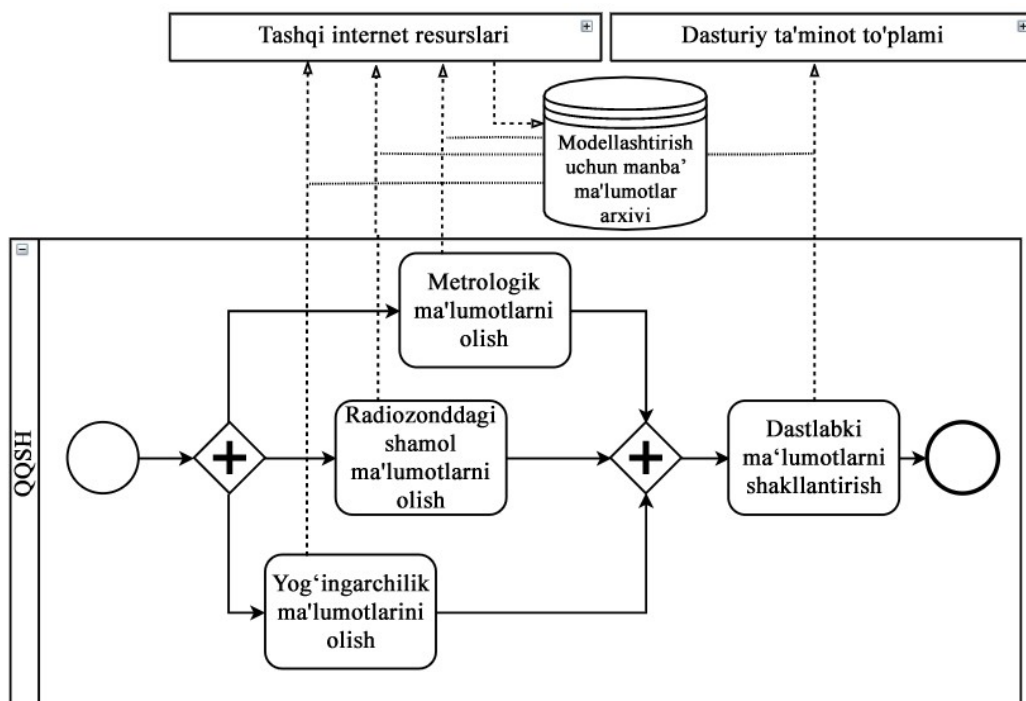 Tashqi internet resurslari
Dasturiy ta'minot to'plami
Modellashtirish
uchun manba’
ma'lumotlar
arxivi
QQSH
Metrologik
ma'lumotlarni
olish
Radiozonddagi
shamol
ma'lumotlarni
olish
Yog‘ingarchilik
ma'lumotlarini
olish
Dastlabki
ma‘lumotlarni
shakllantirish